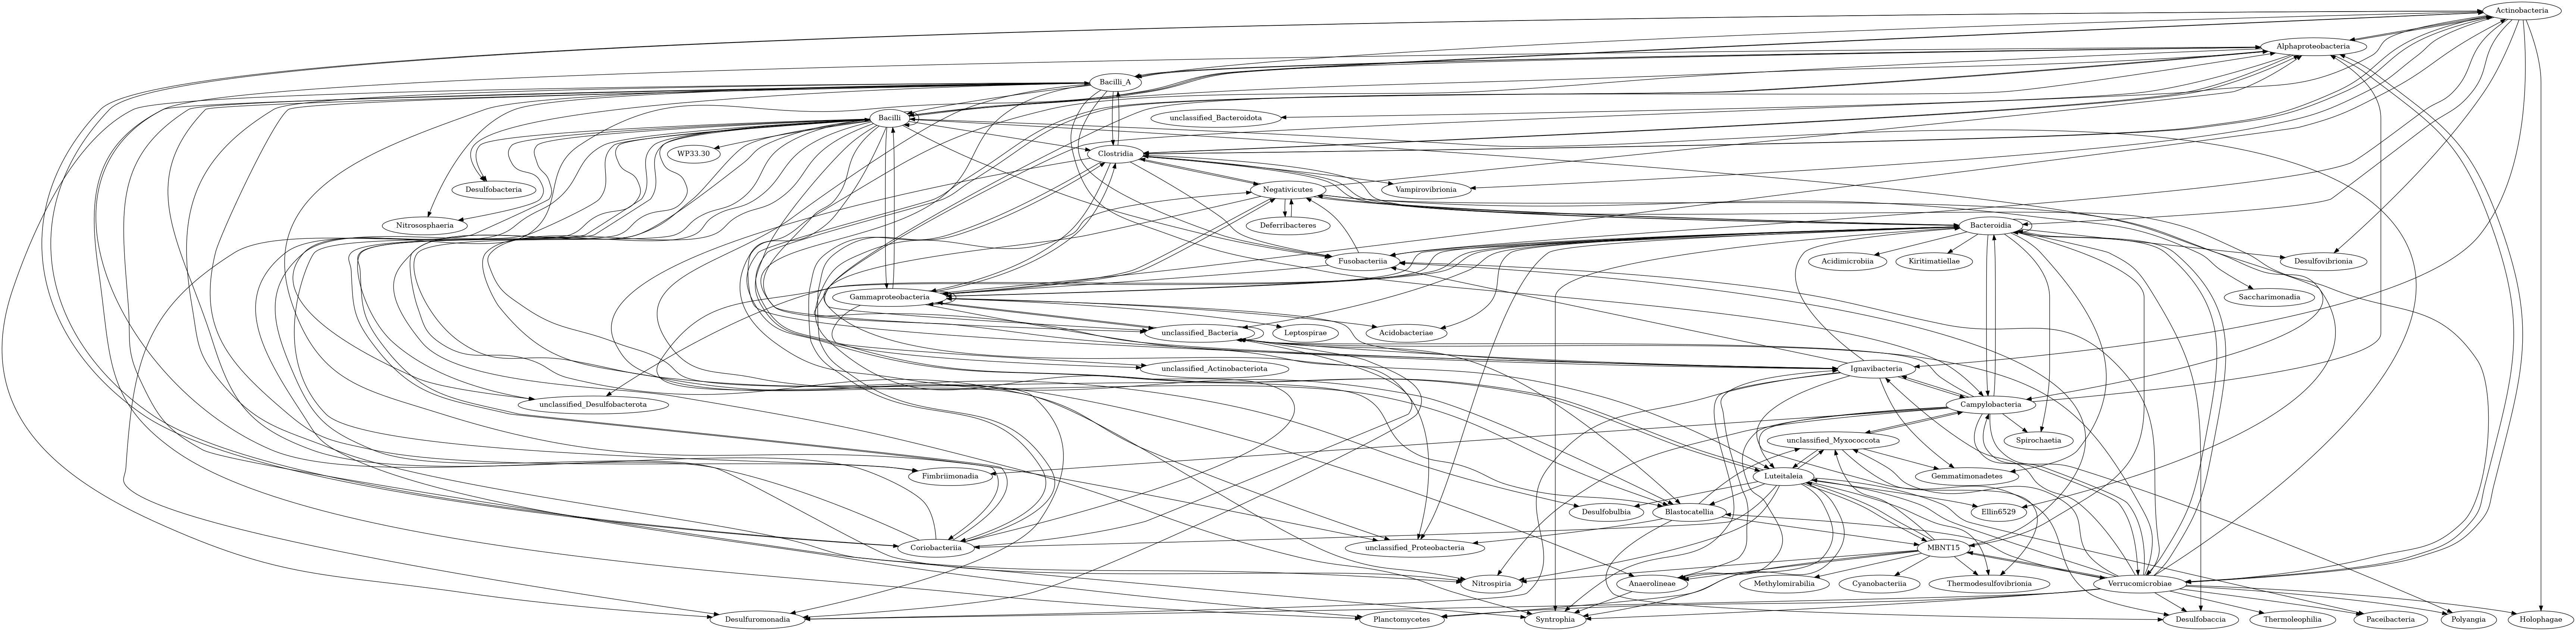 Actinobacteria
Alphaproteobacteria
Bacilli_A
Bacilli
unclassified_Bacteroidota
WP33.30
Clostridia
Desulfobacteria
Negativicutes
Vampirovibrionia
Nitrososphaeria
Deferribacteres
Bacteroidia
Fusobacteriia
Acidimicrobiia
Kiritimatiellae
Desulfovibrionia
Gammaproteobacteria
Saccharimonadia
unclassified_Bacteria
Leptospirae
Acidobacteriae
unclassified_Actinobacteriota
Ignavibacteria
unclassified_Desulfobacterota
Campylobacteria
unclassified_Myxococcota
Spirochaetia
Fimbriimonadia
Luteitaleia
Gemmatimonadetes
Desulfobulbia
Blastocatellia
Ellin6529
Coriobacteriia
unclassified_Proteobacteria
MBNT15
Nitrospiria
Anaerolineae
Methylomirabilia
Cyanobacteriia
Thermodesulfovibrionia
Verrucomicrobiae
Desulfuromonadia
Planctomycetes
Syntrophia
Desulfobaccia
Thermoleophilia
Paceibacteria
Polyangia
Holophagae